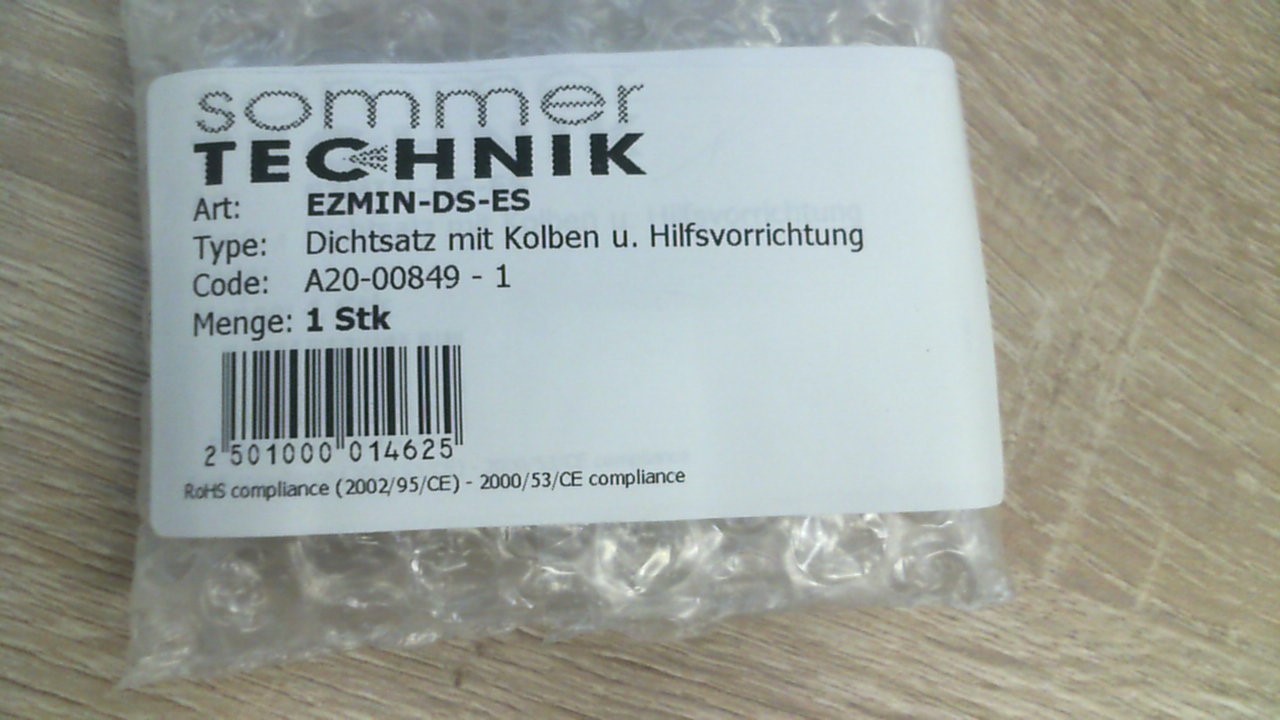 sommer
TECHNIK
Art: EZMIN-DS-ES
Type: Dichtsatz mit Kolben u. Hilfsvorrichtung
Code: A20-00849 - 1
Menge: 1 Stk
2 501000 014625
RoHS compliance (2002/95/CE) - 2000/53/CE compliance